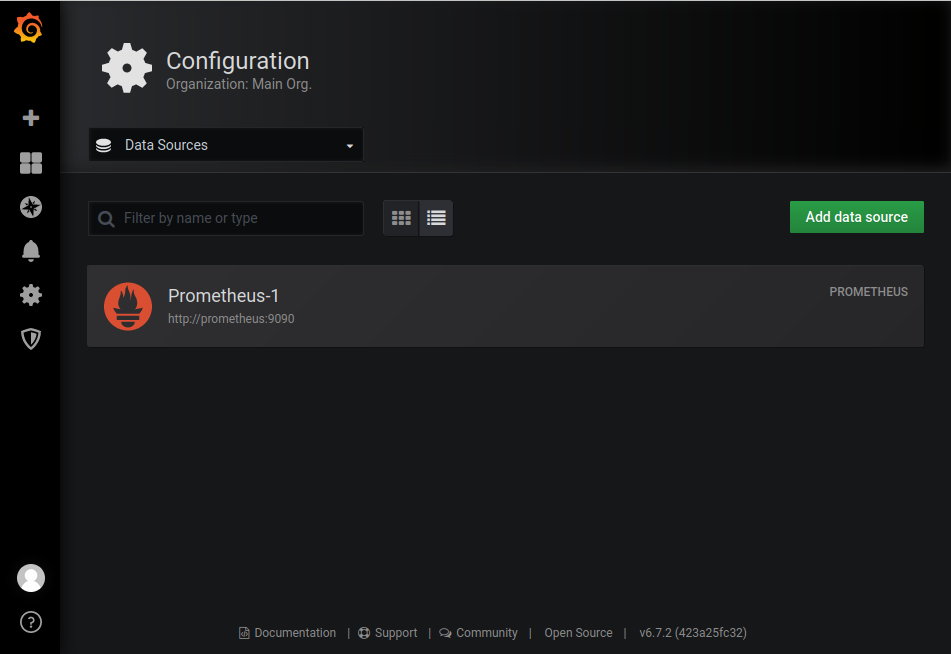 Configuration
Organization: Main Org.
Data Sources
Filter by name or type
Add data source
Prometheus-1
PROMETHEUS
http://prometheus:9090
Documentation | Support | Community | Open Source | v6.7.2 (423a25fc32)